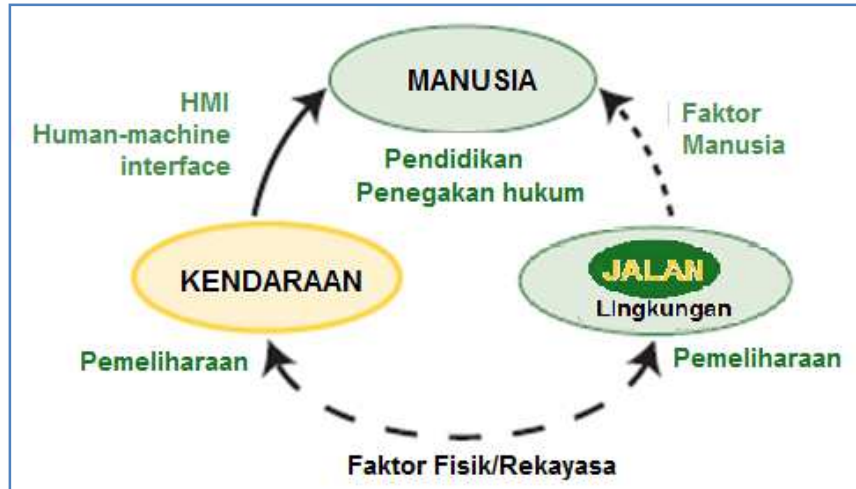 MANUSIA
HMI
Human-machine
interface
Faktor
Manusia
Pendidikan
Penegakan hukum
KENDARAAN
JALAN
LIngkungan
Pemeliharaan
Pemeliharaan
Faktor Fisik/Rekayasa